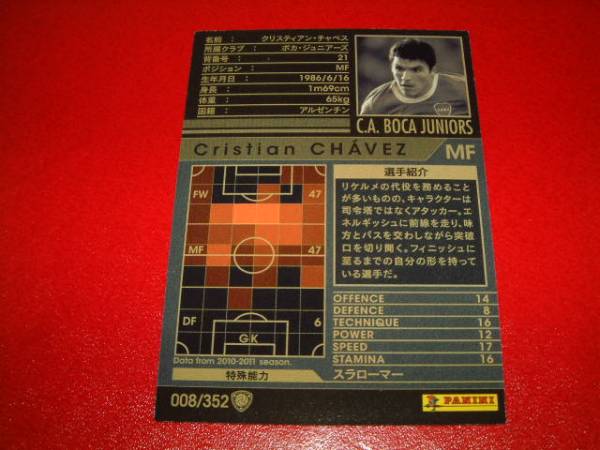 名前 : クリスティアン・チャベス
所属クラブ : ボカ・ジュニアーズ
背番号 : 21
ポジション : MF
生年月日 : 1986/6/16
身長 : 1m69cm
体重 : 65kg
国籍 : アルゼンチン
C.A. BOCA JUNIORS
Cristian CHÁVEZ MF
FW 47
MF 47
DF 6
GK
Data from 2010-2011 season.
選手紹介
リケルメの代役を務めること
が多いものの、キャラクターは
司令塔ではなくアタッカー。エ
ネルギッシュに前線を走り、味
方とパスを交わしながら突破
口を切り開く。フィニッシュに
至るまでの自分の形を持って
いる選手だ。
OFFENCE 14
DEFENCE 8
TECHNIQUE 16
POWER 12
SPEED 17
STAMINA 16
特殊能力 スラローマー
008/352
PANINI